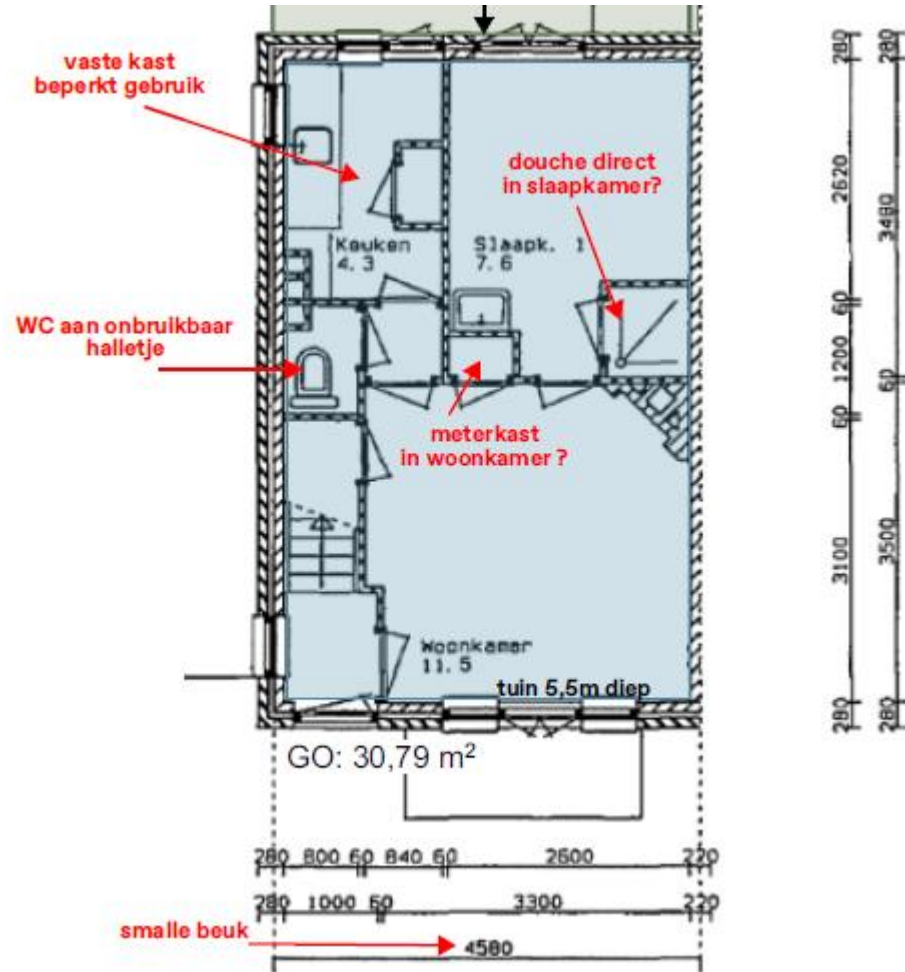 vaste kast
beperkt gebruik
douche direct
in slaapkamer?
Keuken
4.3
Slaapk. 1
7.6
WC aan onbruikbaar
halletje
meterkast
in woonkamer ?
Woonkamer
11.5
tuin 5,5m diep
GO: 30,79 m²
280
2620
60
1200
60
3100
280
280
3480
60
3500
280
280 800 60 840 60 2600 220
280 1000 60 3300 220
smalle beuk
4580